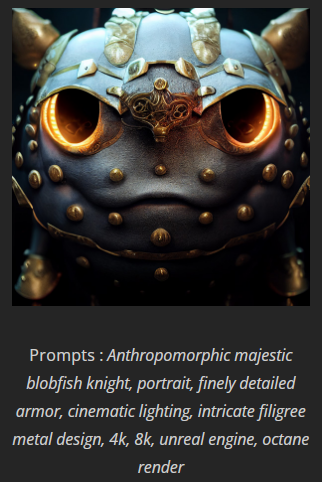 Prompts : Anthropomorphic majestic
blobfish knight, portrait, finely detailed
armor, cinematic lighting, intricate filigree
metal design, 4k, 8k, unreal engine, octane
render